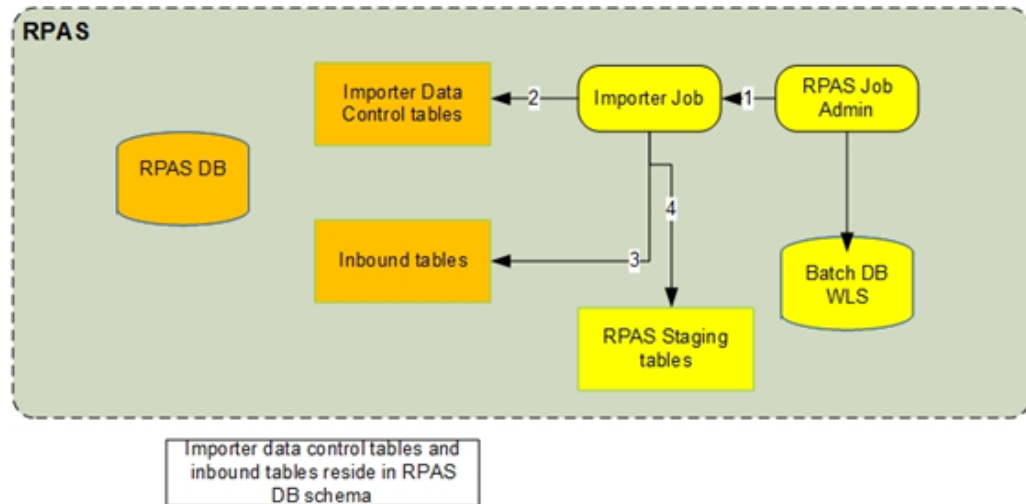 RPAS
Importer Data
Control tables
2
Importer Job
1
RPAS Job
Admin
RPAS DB
4
Inbound tables
3
Batch DB
WLS
RPAS Staging
tables
Importer data control tables and
inbound tables reside in RPAS
DB schema